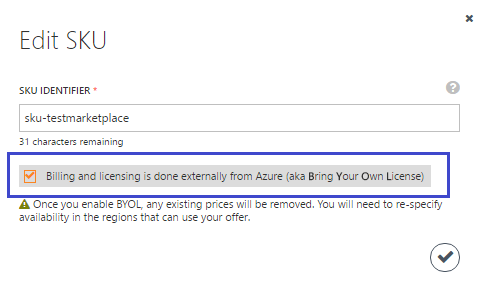 Edit SKU
SKU IDENTIFIER *
sku-testmarketplace
31 characters remaining
Billing and licensing is done externally from Azure (aka Bring Your Own License)
Once you enable BYOL, any existing prices will be removed. You will need to re-specify
availability in the regions that can use your offer.